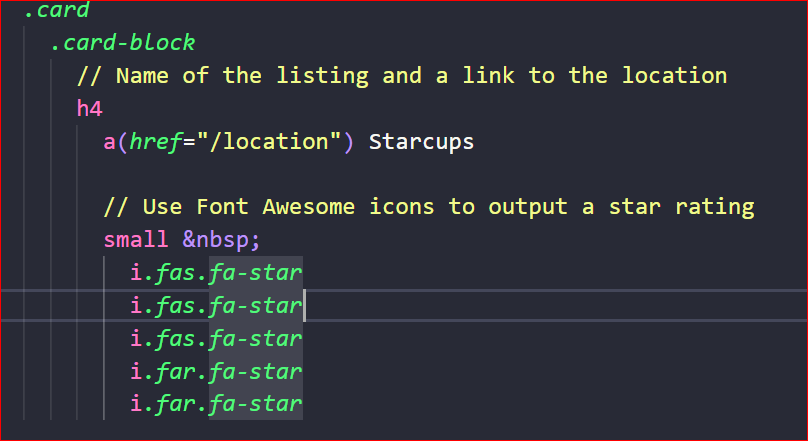 .card
.card-block
// Name of the listing and a link to the location
h4
a(href="/location") Starcups
// Use Font Awesome icons to output a star rating
small &nbsp;
i.fas.fa-star
i.fas.fa-star
i.fas.fa-star
i.far.fa-star
i.far.fa-star